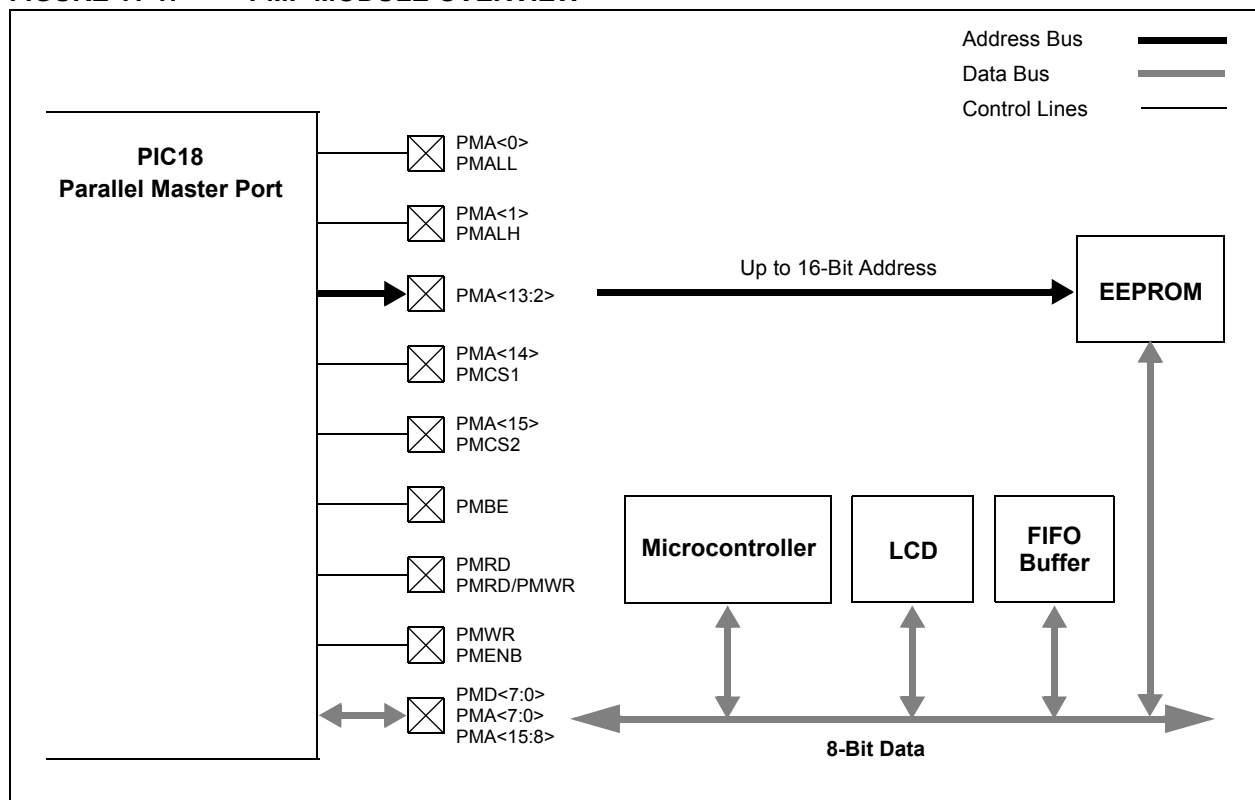 Address Bus
Data Bus
Control Lines
PIC18
Parallel Master Port
PMA<0>
PMALL
PMA<1>
PMALH
PMA<13:2>
Up to 16-Bit Address
EEPROM
PMA<14>
PMCS1
PMA<15>
PMCS2
PMBE
Microcontroller
LCD
FIFO
Buffer
PMRD
PMRD/PMWR
PMWR
PMENB
PMD<7:0>
PMA<7:0>
PMA<15:8>
8-Bit Data